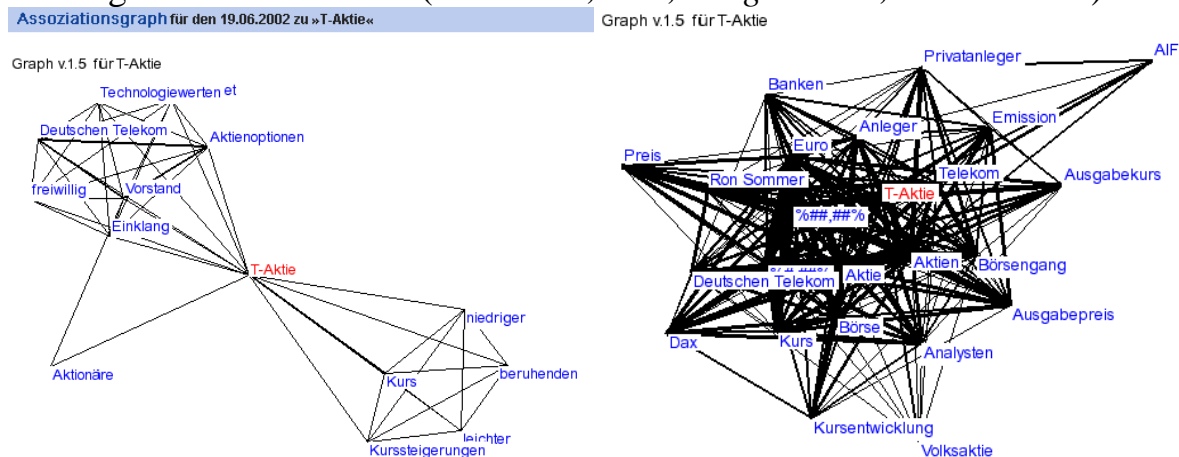 Assoziationsgraph für den 19.06.2002 zu »T-Aktie«
Graph v.1.5 für T-Aktie
Technologiewerten et
Deutschen Telekom
Aktienoptionen
freiwillig
Vorstand
Einklang
T-Aktie
Aktionäre
niedriger
Kurs
beruhenden
leichter
Kurssteigerungen
Graph v.1.5 für T-Aktie
AIF
Privatanleger
Banken
Emission
Anleger
Euro
Preis
Telekom
Ausgabekurs
Ron Sommer
T-Aktie
%##,##%
Aktien
Börsengang
Deutschen Telekom
Aktie
Ausgabepreis
Börse
Dax
Kurs
Analysten
Kursentwicklung
Volksaktie